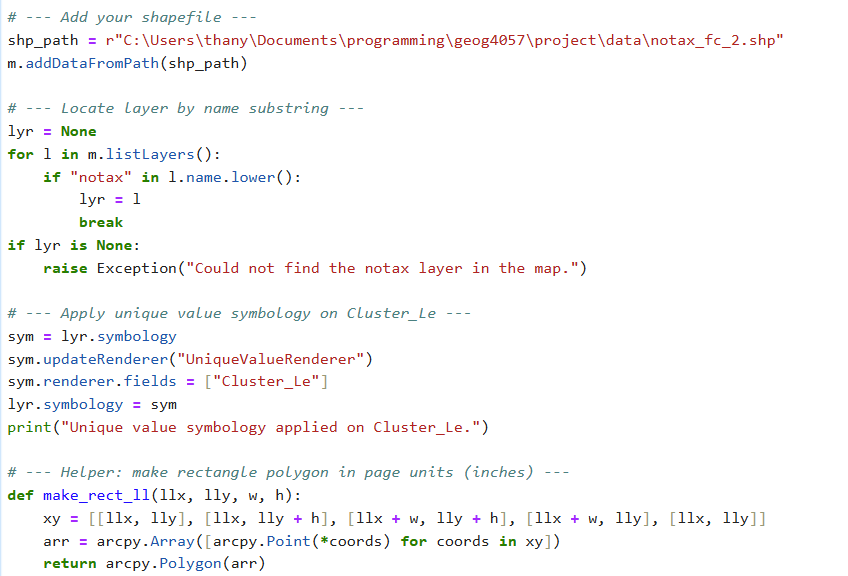 # --- Add your shapefile ---
shp_path = r"C:\Users\thany\Documents\programming\geog4057\project\data\notax_fc_2.shp"
m.addDataFromPath(shp_path)

# --- Locate layer by name substring ---
lyr = None
for l in m.listLayers():
    if "notax" in l.name.lower():
        lyr = l
        break
if lyr is None:
    raise Exception("Could not find the notax layer in the map.")

# --- Apply unique value symbology on Cluster_Le ---
sym = lyr.symbology
sym.updateRenderer("UniqueValueRenderer")
sym.renderer.fields = ["Cluster_Le"]
lyr.symbology = sym
print("Unique value symbology applied on Cluster_Le.")

# --- Helper: make rectangle polygon in page units (inches) ---
def make_rect_ll(llx, lly, w, h):
    xy = [[llx, lly], [llx, lly + h], [llx + w, lly + h], [llx + w, lly], [llx, lly]]
    arr = arcpy.Array([arcpy.Point(*coords) for coords in xy])
    return arcpy.Polygon(arr)